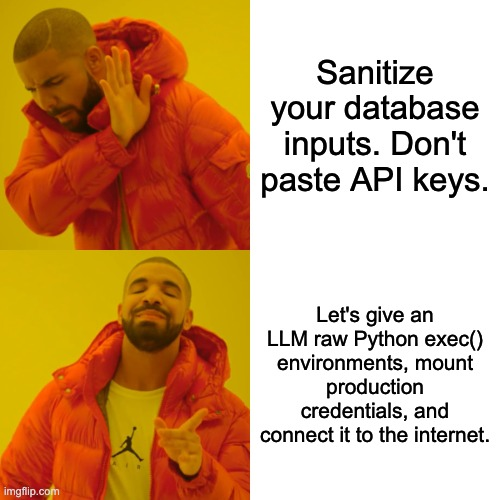 Sanitize
your database
inputs. Don't
paste API keys.
Let's give an
LLM raw Python exec()
environments, mount
production
credentials, and
connect it to the internet.
imgflip.com